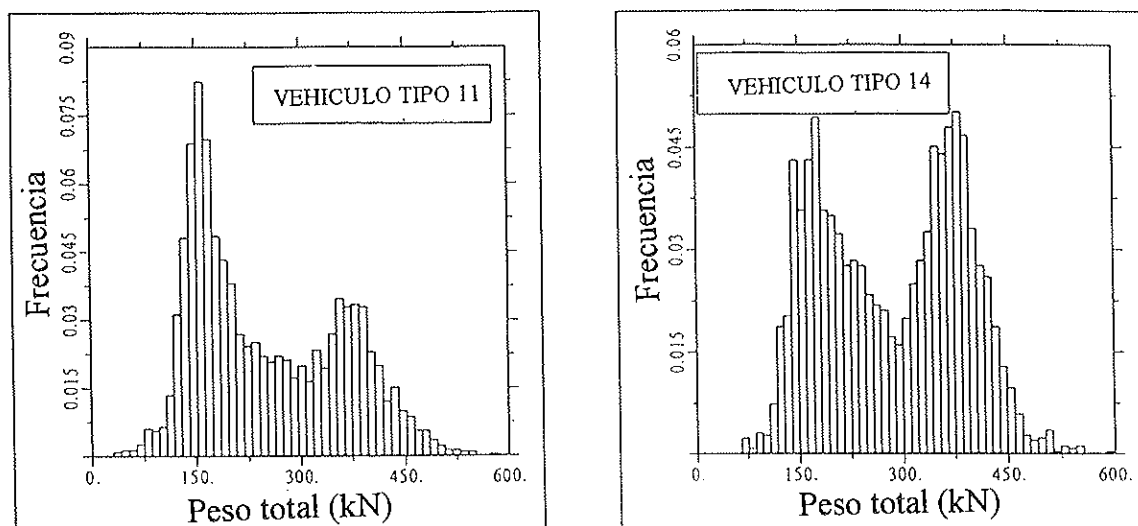 VEHICULO TIPO 11
Frecuencia
0.09
0.075
0.06
0.045
0.03
0.015
0. 150. 300. 450. 600.
Peso total (kN)
VEHICULO TIPO 14
Frecuencia
0.06
0.045
0.03
0.015
0. 150. 300. 450. 600.
Peso total (kN)